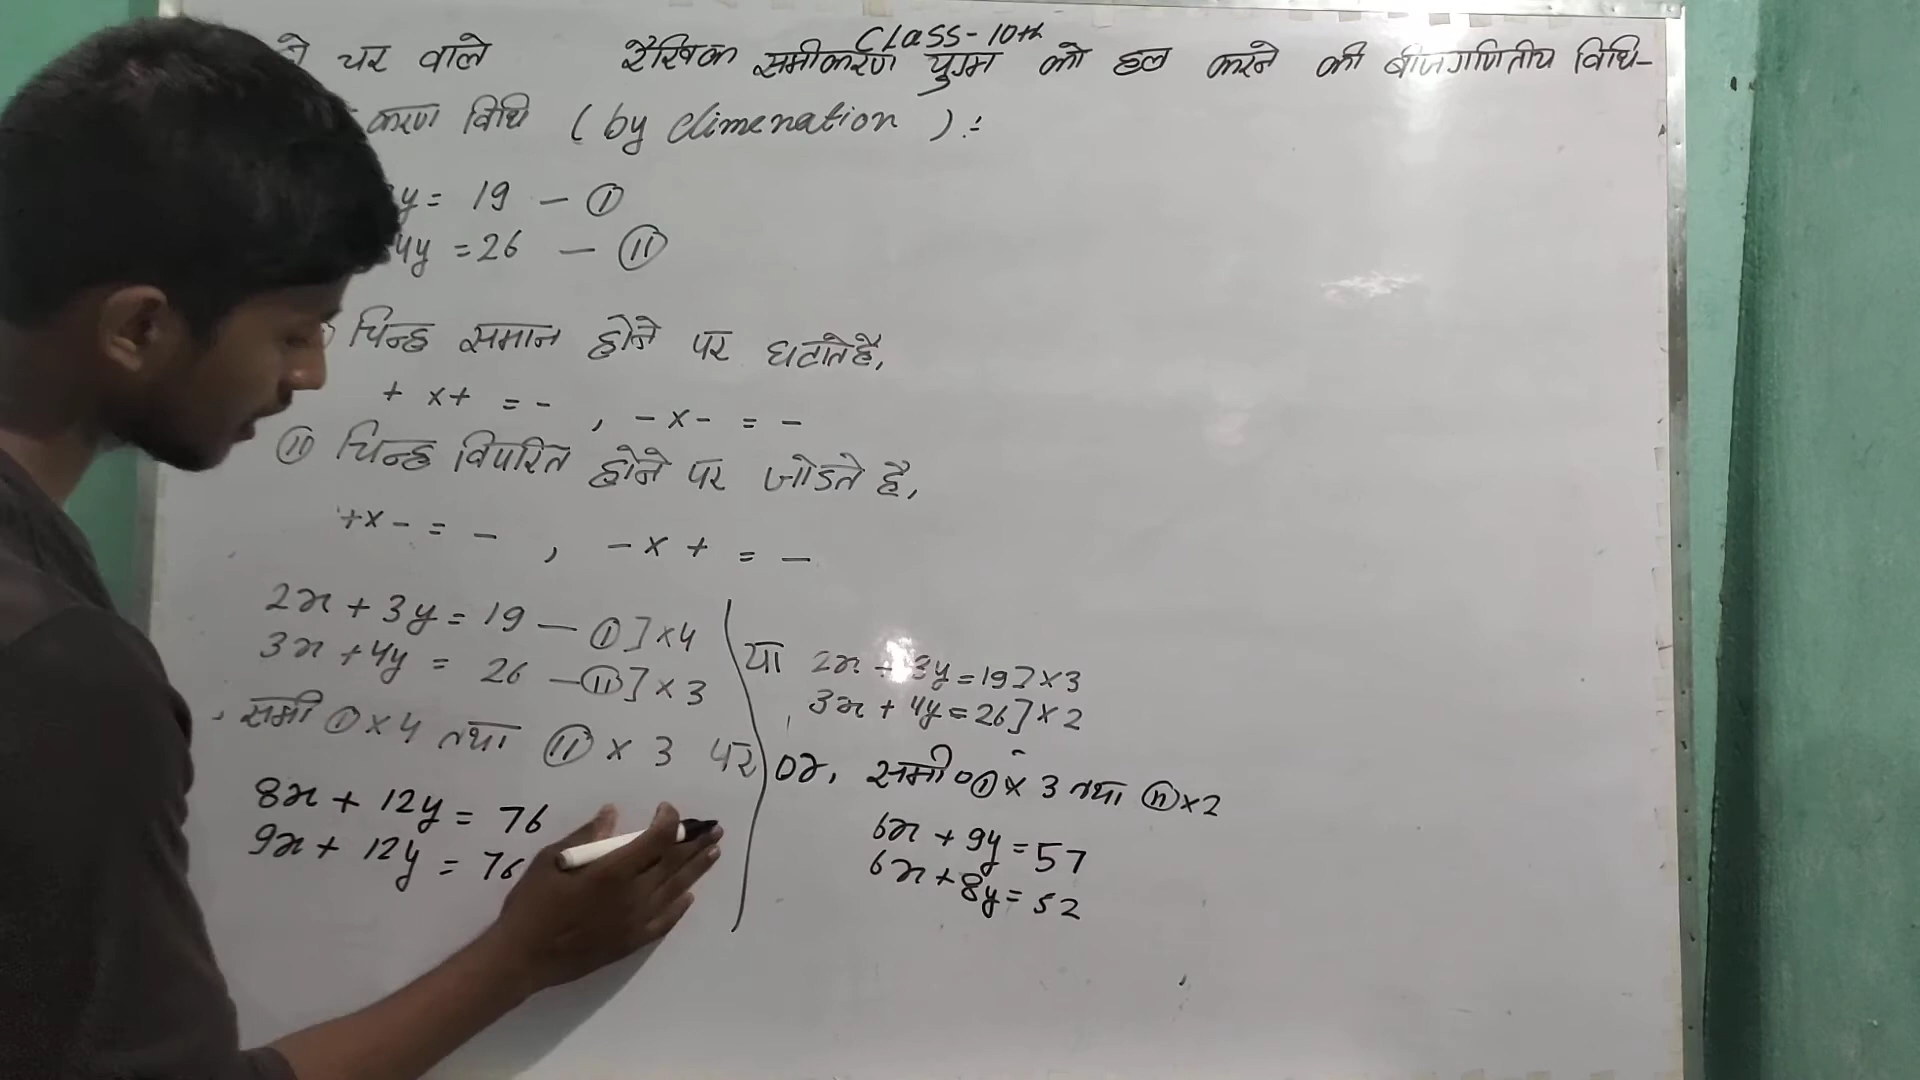 CLASS-10th
चर वाले रैखिक समीकरण युग्म को हल करने की बीजगणितीय विधि-
करण विधि (by elimenation) :-
y = 19 - ①
4y = 26 - ⑪
चिन्ह समान होने पर घटाते है,
+ x + = - , - x - = -
⑪ चिन्ह विपरित होने पर जोडते है,
+ x - = - , - x + = -
2x + 3y = 19 - ①] x 4
3x + 4y = 26 - ⑪] x 3
समी ① x 4 तथा ⑪ x 3 पर
8x + 12y = 76
9x + 12y = 76
या 2x + 3y = 19] x 3
3x + 4y = 26] x 2
or, समी० ① x 3 तथा ⑪ x 2
6x + 9y = 57
6x + 8y = 52